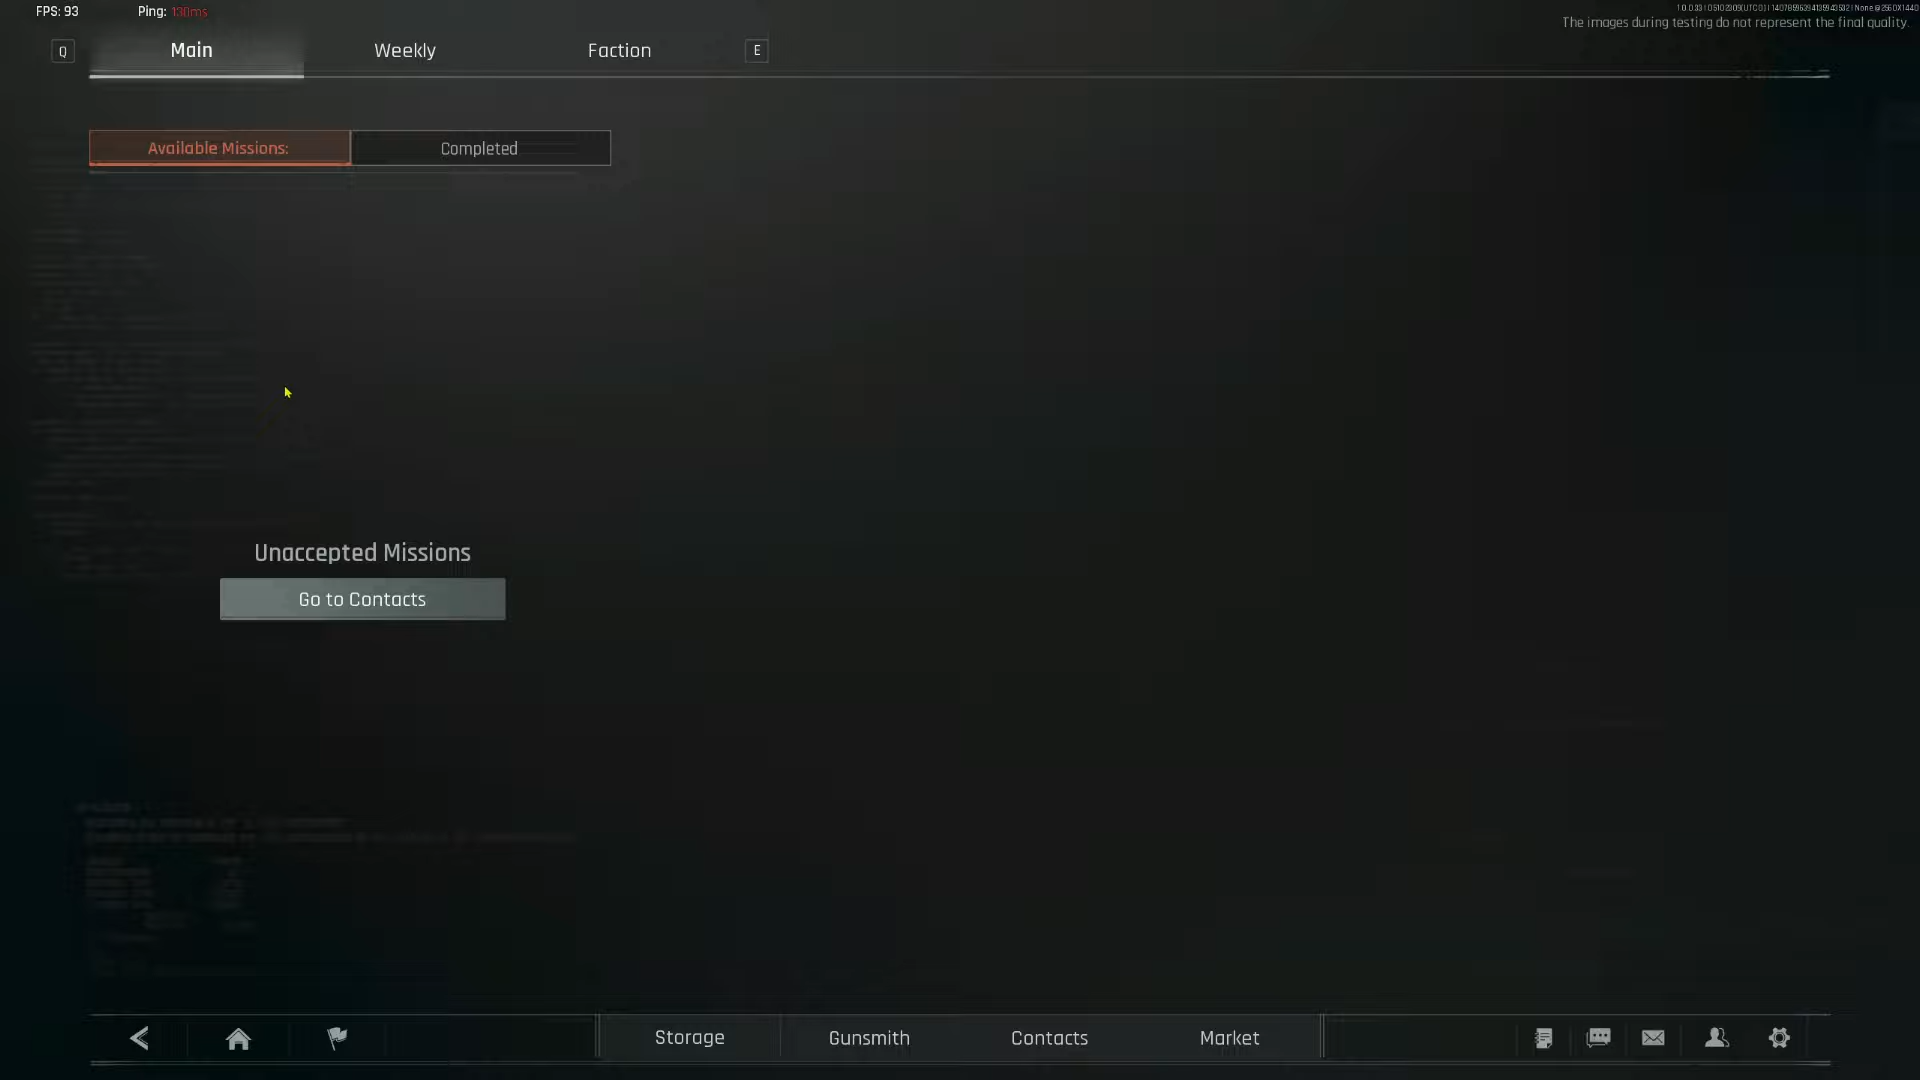 FPS: 93
Ping: 130ms
The images during testing do not represent the final quality.
Q
Main
Weekly
Faction
E
Available Missions:
Completed
Unaccepted Missions
Go to Contacts
Storage
Gunsmith
Contacts
Market